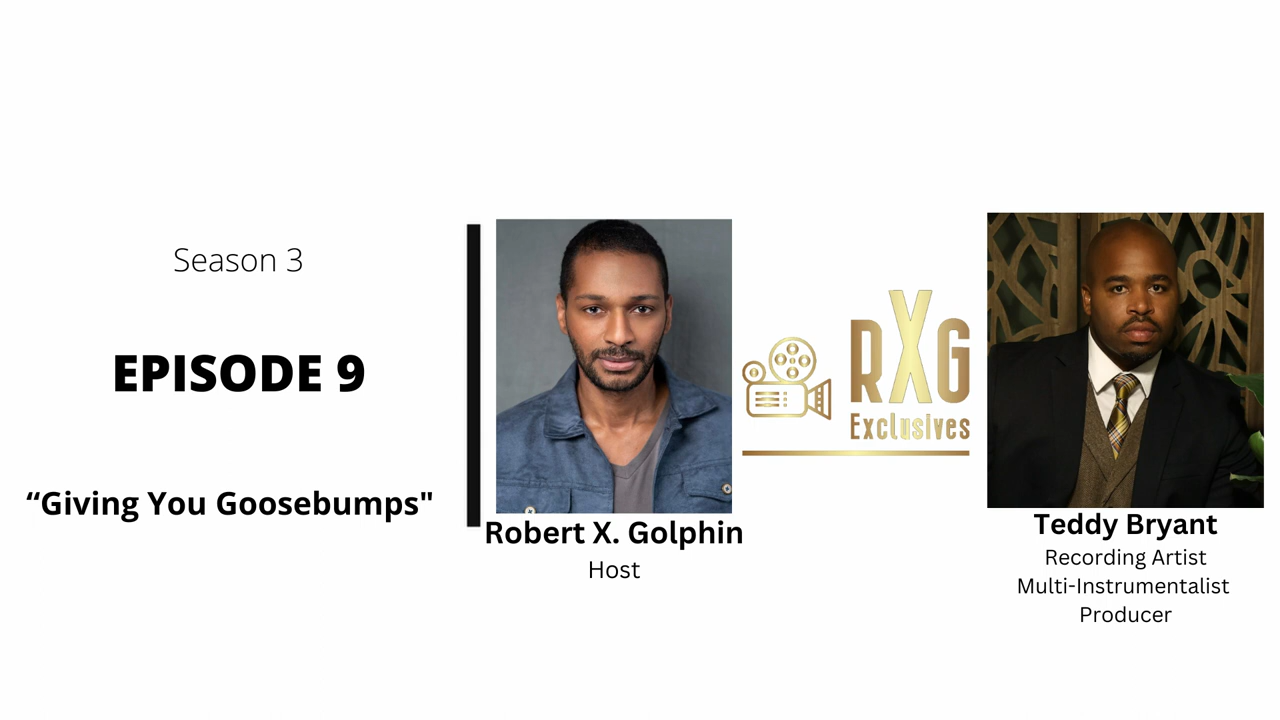 Season 3
EPISODE 9
“Giving You Goosebumps"
Robert X. Golphin
Host
RXG
Exclusives
Teddy Bryant
Recording Artist
Multi-Instrumentalist
Producer